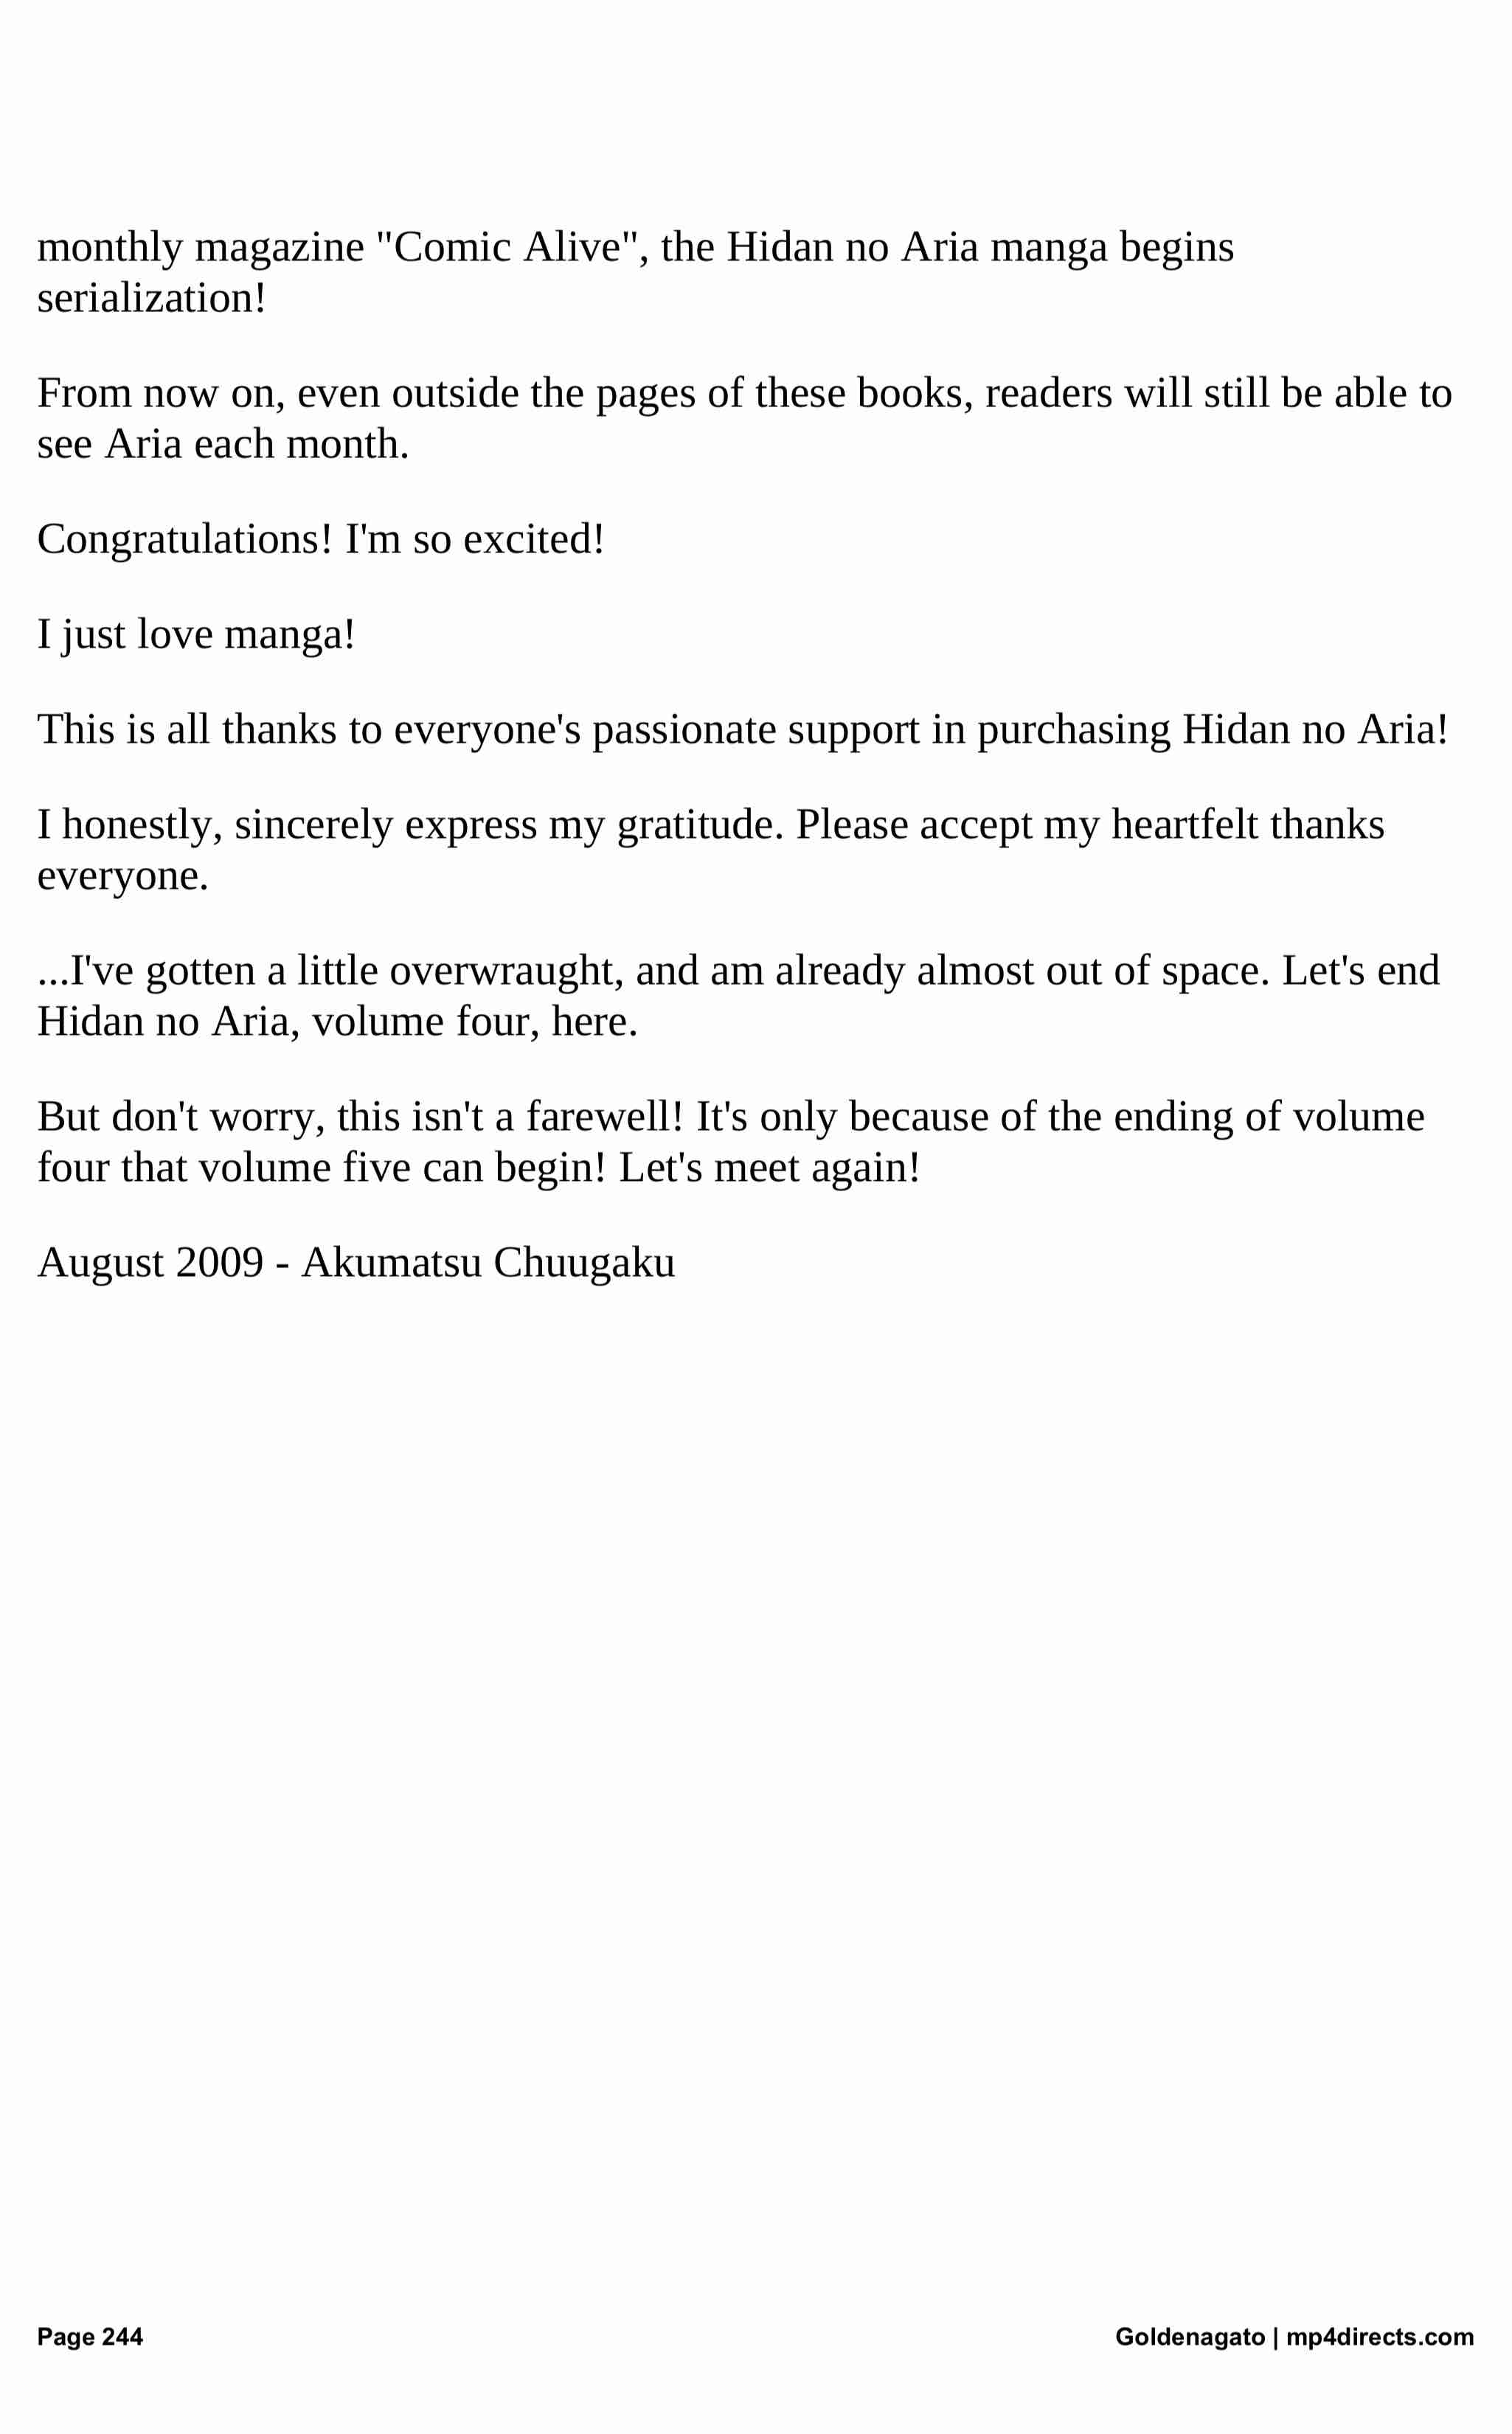 monthly magazine "Comic Alive", the Hidan no Aria manga begins
serialization!
From now on, even outside the pages of these books, readers will still be able to
see Aria each month.
Congratulations! I'm so excited!
I just love manga!
This is all thanks to everyone's passionate support in purchasing Hidan no Aria!
I honestly, sincerely express my gratitude. Please accept my heartfelt thanks
everyone.
...I've gotten a little overwraught, and am already almost out of space. Let's end
Hidan no Aria, volume four, here.
But don't worry, this isn't a farewell! It's only because of the ending of volume
four that volume five can begin! Let's meet again!
August 2009 - Akumatsu Chuugaku
Page 244
Goldenagato | mp4directs.com